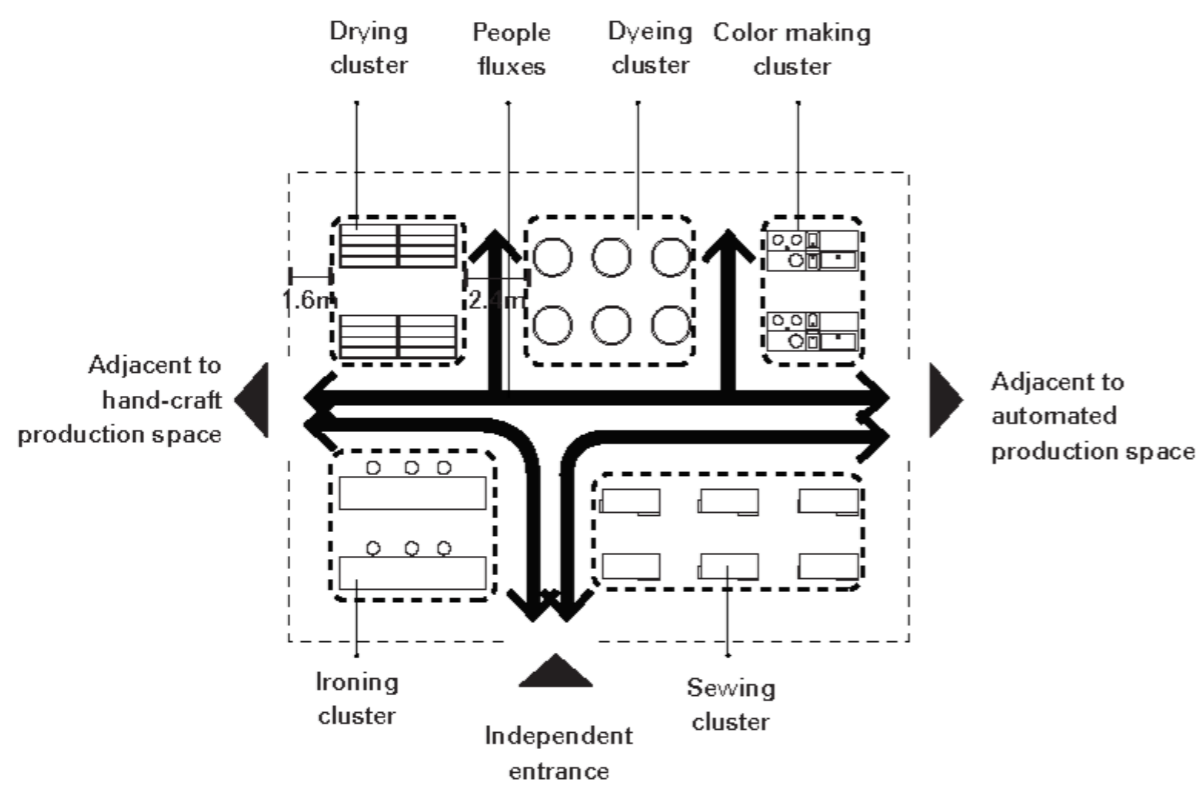 Drying
cluster
People
fluxes
Dyeing
cluster
Color making
cluster
1.6m
2.4m
Adjacent to
hand-craft
production space
Adjacent to
automated
production space
Ironing
cluster
Independent
entrance
Sewing
cluster